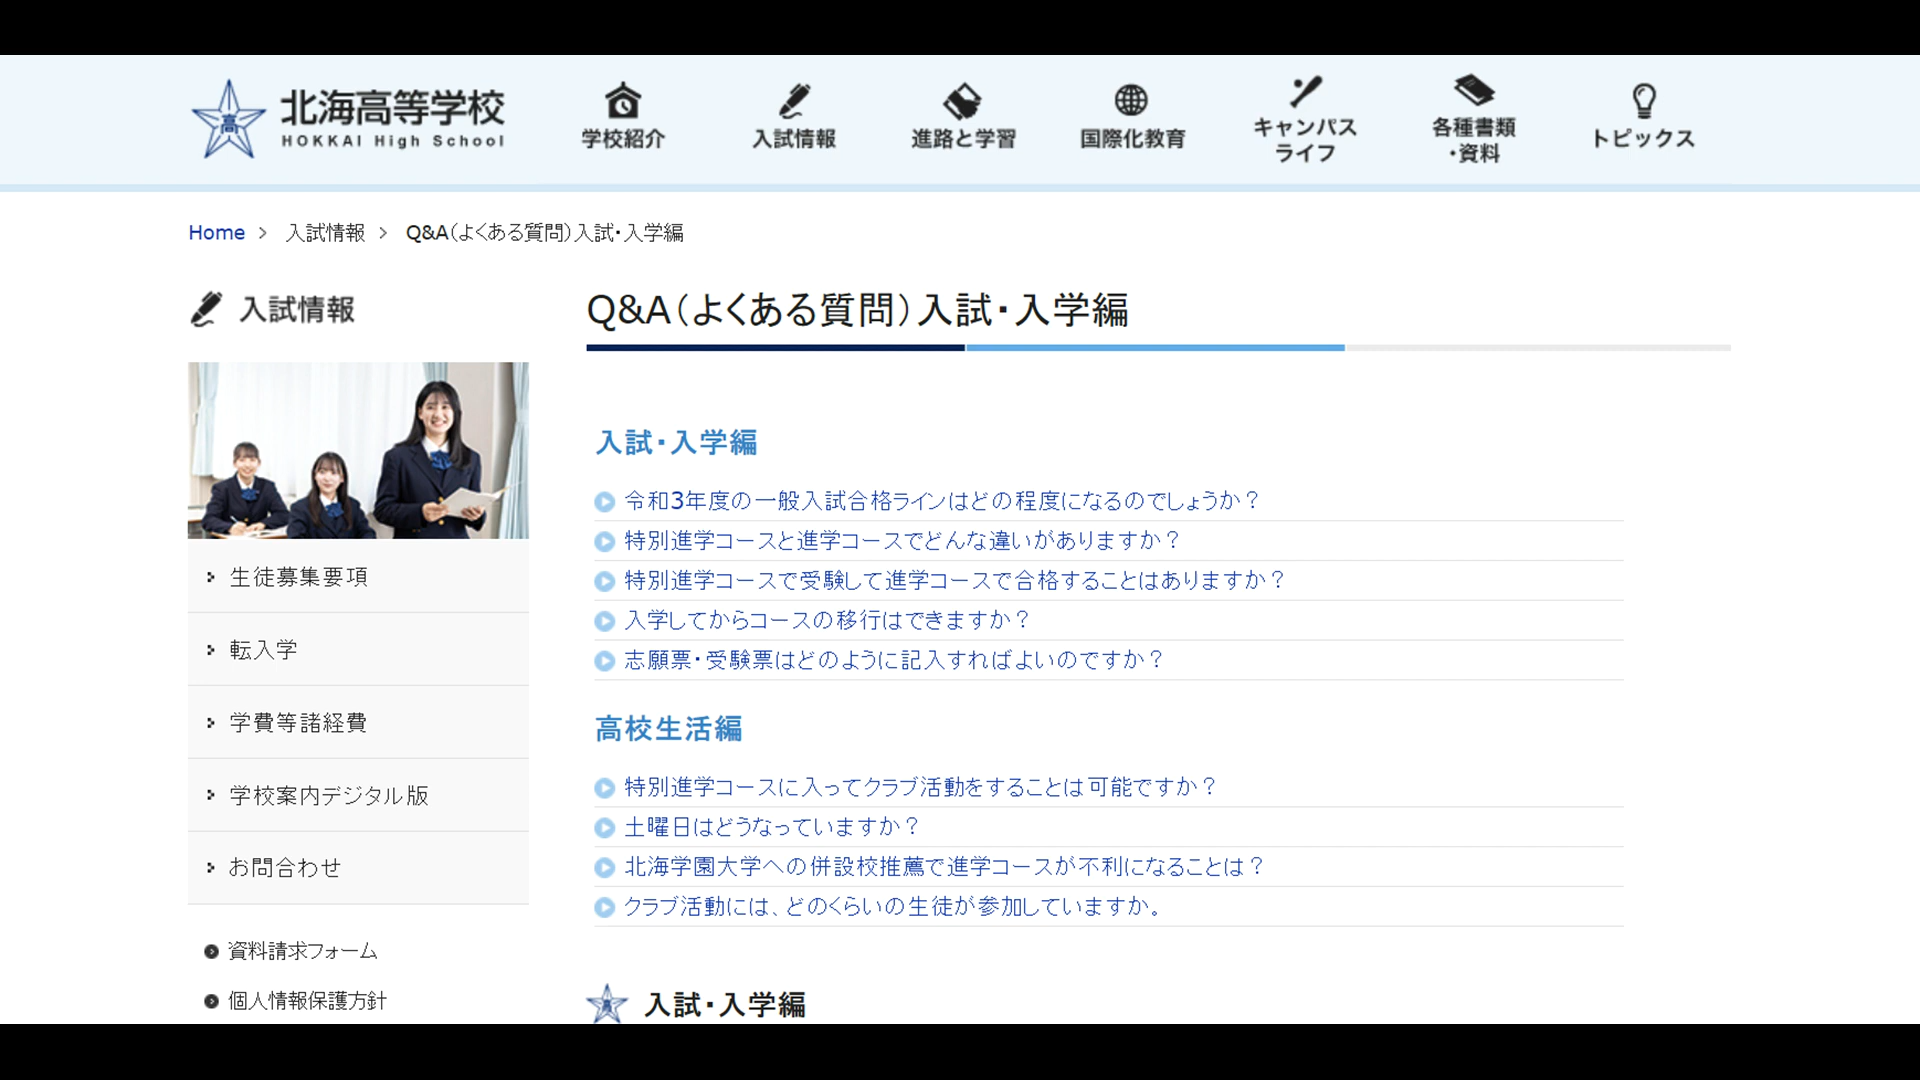 北海高等学校
HOKKAI High School
学校紹介
入試情報
進路と学習
国際化教育
キャンパス
ライフ
各種書類
・資料
トピックス
Home > 入試情報 > Q&A(よくある質問)入試・入学編
入試情報
生徒募集要項
転入学
学費等諸経費
学校案内デジタル版
お問合わせ
資料請求フォーム
個人情報保護方針
Q&A(よくある質問)入試・入学編
入試・入学編
令和3年度の一般入試合格ラインはどの程度になるのでしょうか?
特別進学コースと進学コースでどんな違いがありますか?
特別進学コースで受験して進学コースで合格することはありますか?
入学してからコースの移行はできますか?
志願票・受験票はどのように記入すればよいのですか?
高校生活編
特別進学コースに入ってクラブ活動をすることは可能ですか?
土曜日はどうなっていますか?
北海学園大学への併設校推薦で進学コースが不利になることは?
クラブ活動には、どのくらいの生徒が参加していますか。
高
入試・入学編